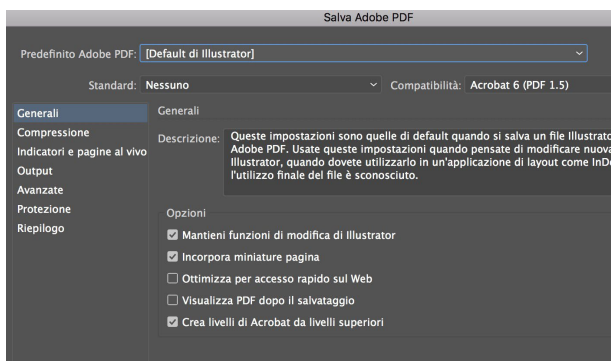 Salva Adobe PDF
Predefinito Adobe PDF: [Default di Illustrator]
Standard: Nessuno Compatibilità: Acrobat 6 (PDF 1.5)
Generali
Compressione
Indicatori e pagine al vivo
Output
Avanzate
Protezione
Riepilogo
Generali
Descrizione: Queste impostazioni sono quelle di default quando si salva un file Illustrato
Adobe PDF. Usate queste impostazioni quando pensate di modificare nuova
Illustrator, quando dovete utilizzarlo in un'applicazione di layout come InDe
l'utilizzo finale del file è sconosciuto.
Opzioni
Mantieni funzioni di modifica di Illustrator
Incorpora miniature pagina
Ottimizza per accesso rapido sul Web
Visualizza PDF dopo il salvataggio
Crea livelli di Acrobat da livelli superiori